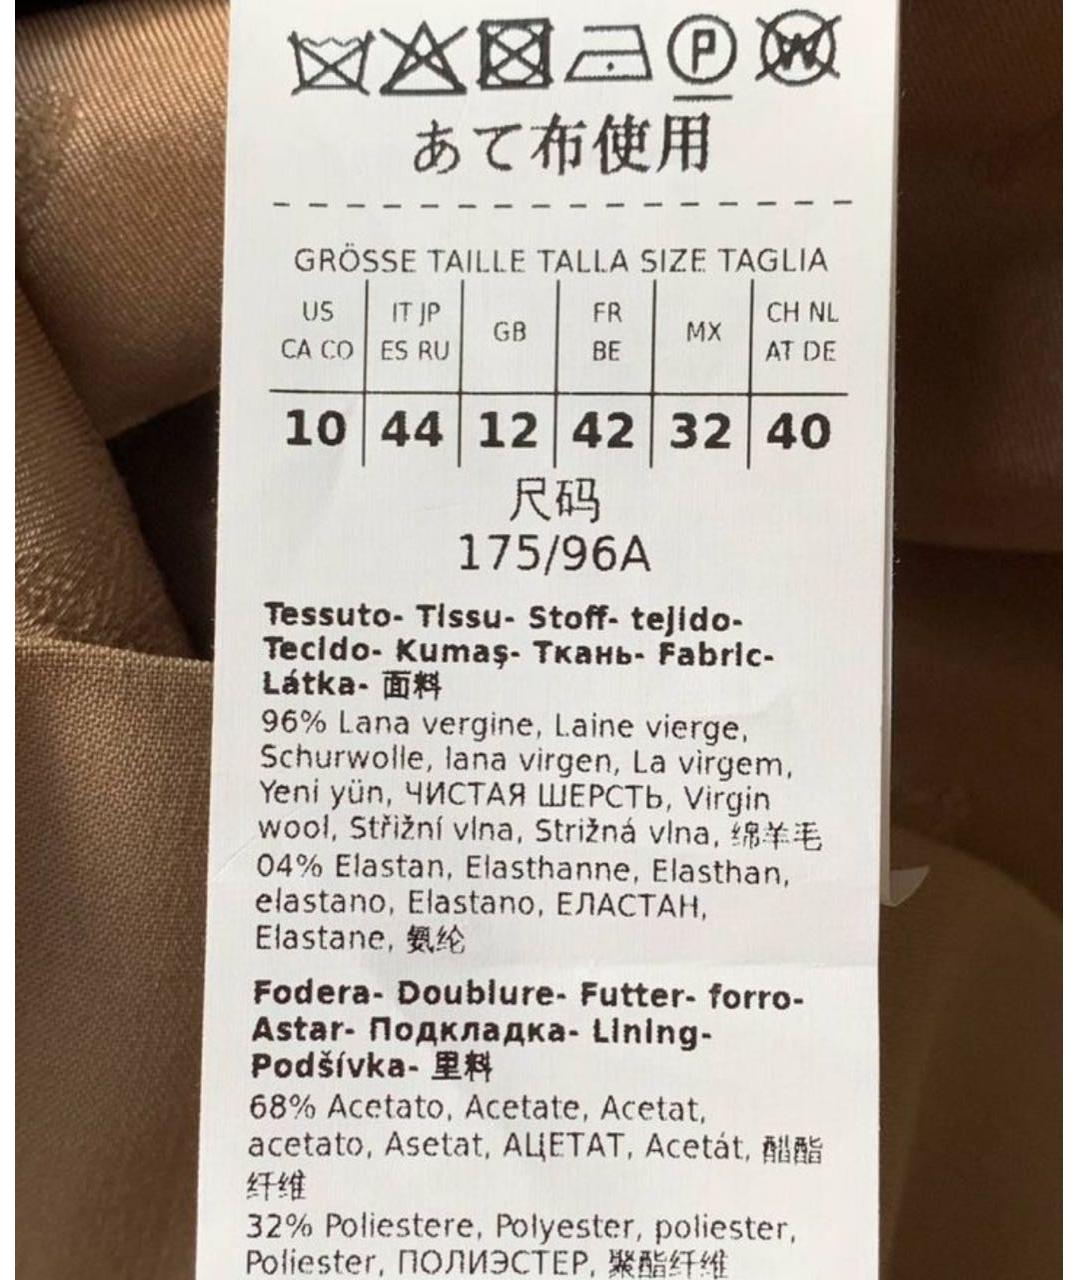 P W
あて布使用
GRÖSSE TAILLE TALLA SIZE TAGLIA
US CA CO IT JP ES RU GB FR BE MX CH NL AT DE
10 44 12 42 32 40
尺码
175/96A
Tessuto- Tissu- Stoff- tejido-
Tecido- Kumaş- Ткань- Fabric-
Látka- 面料
96% Lana vergine, Laine vierge,
Schurwolle, lana virgen, La virgem,
Yeni yün, ЧИСТАЯ ШЕРСТЬ, Virgin
wool, Střižní vlna, Strižná vlna, 绵羊毛
04% Elastan, Elasthanne, Elasthan,
elastano, Elastano, ЕЛАСТАН,
Elastane, 氨纶
Fodera- Doublure- Futter- forro-
Astar- Подкладка- Lining-
Podšívka- 里料
68% Acetato, Acetate, Acetat,
acetato, Asetat, АЦЕТАТ, Acetát, 醋酯
纤维
32% Poliestere, Polyester, poliester,
Poliester, ПОЛИЭСТЕР, 聚酯纤维